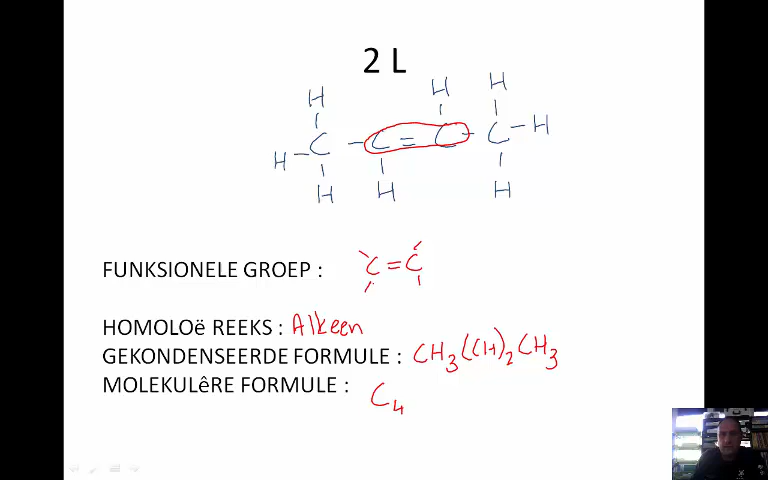 2 L
H H H
H - C - C = C - C - H
H H H
FUNKSIONELE GROEP : C = C
HOMOLOë REEKS : Alkeen
GEKONDENSEERDE FORMULE : CH₃(CH)₂CH₃
MOLEKULêRE FORMULE : C₄